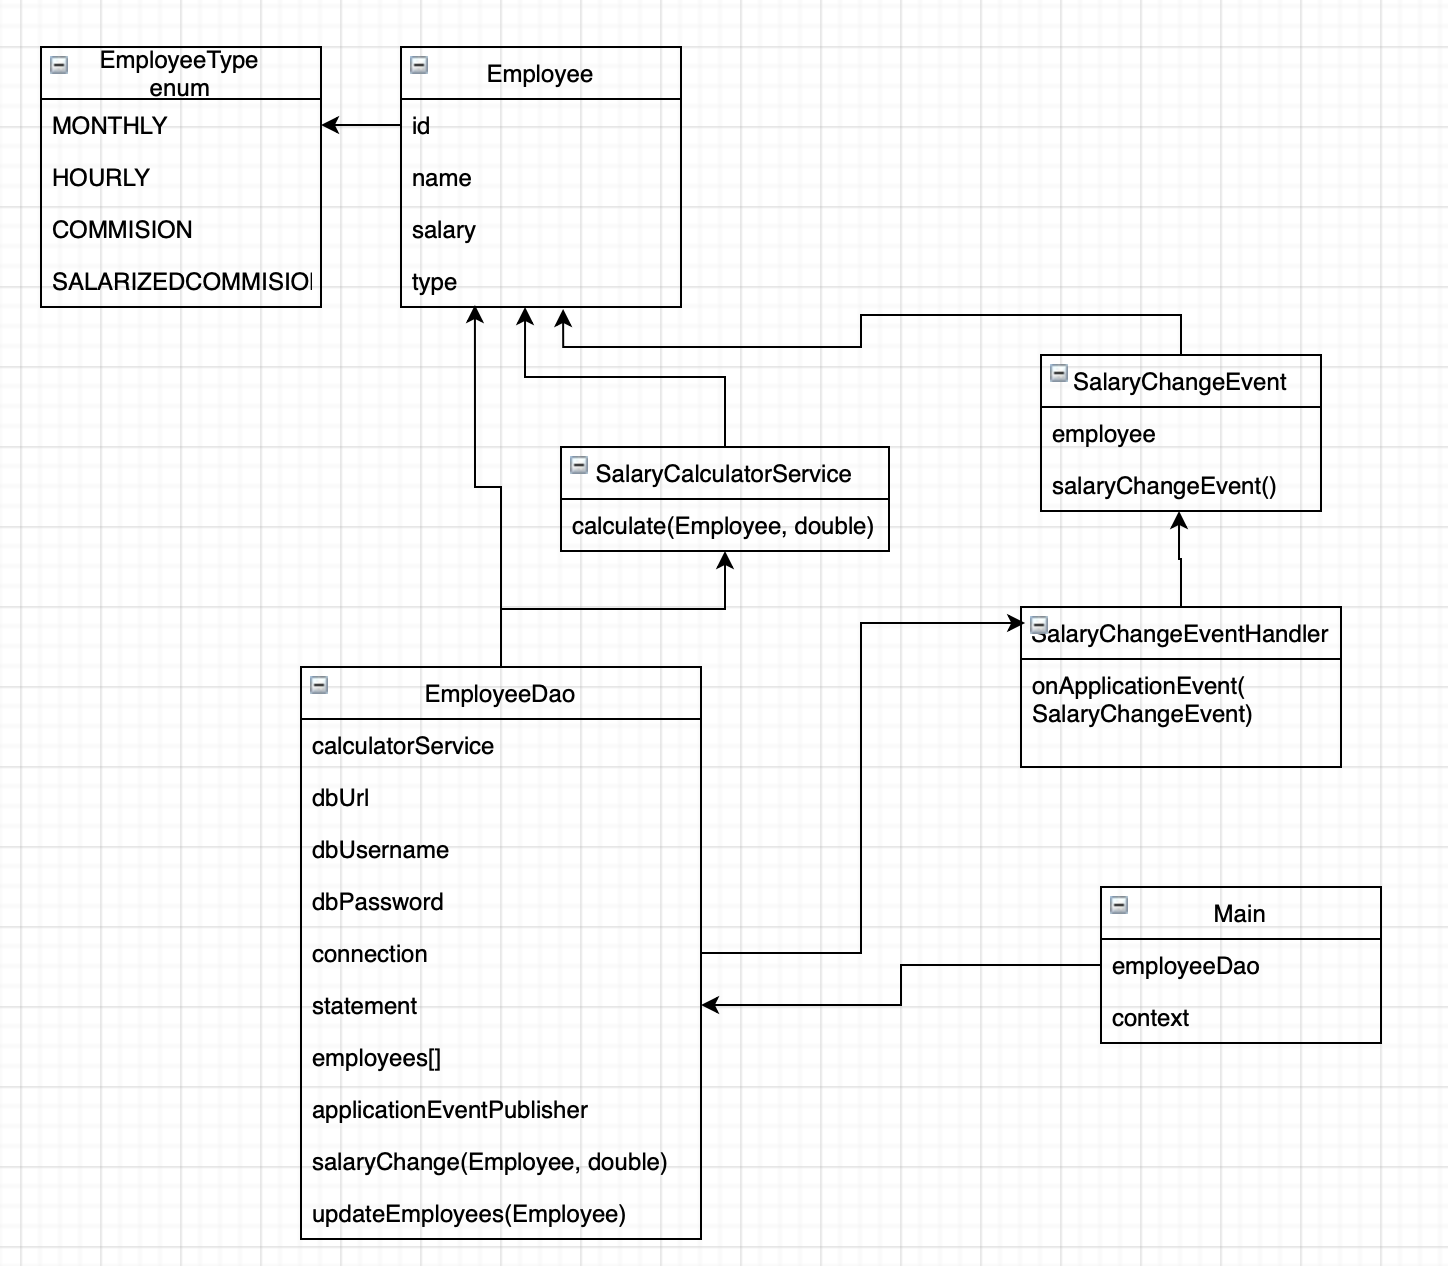 EmployeeType
enum
MONTHLY
HOURLY
COMMISION
Employee
id
name
salary
type
SalaryChangeEvent
employee
salaryChangeEvent()
SalaryCalculatorService
calculate(Employee, double)
SalaryChangeEventHandler
onApplicationEvent(
SalaryChangeEvent)
EmployeeDao
calculatorService
dbUrl
dbUsername
dbPassword
connection
statement
employees[]
applicationEventPublisher
salaryChange(Employee, double)
updateEmployees(Employee)
Main
employeeDao
context